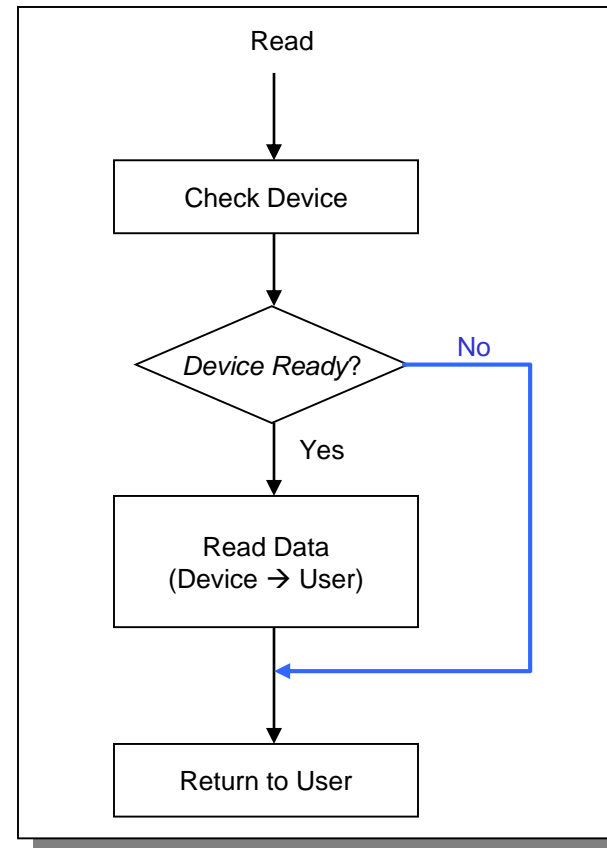 Read
Check Device
Device Ready?
No
Yes
Read Data
(Device → User)
Return to User